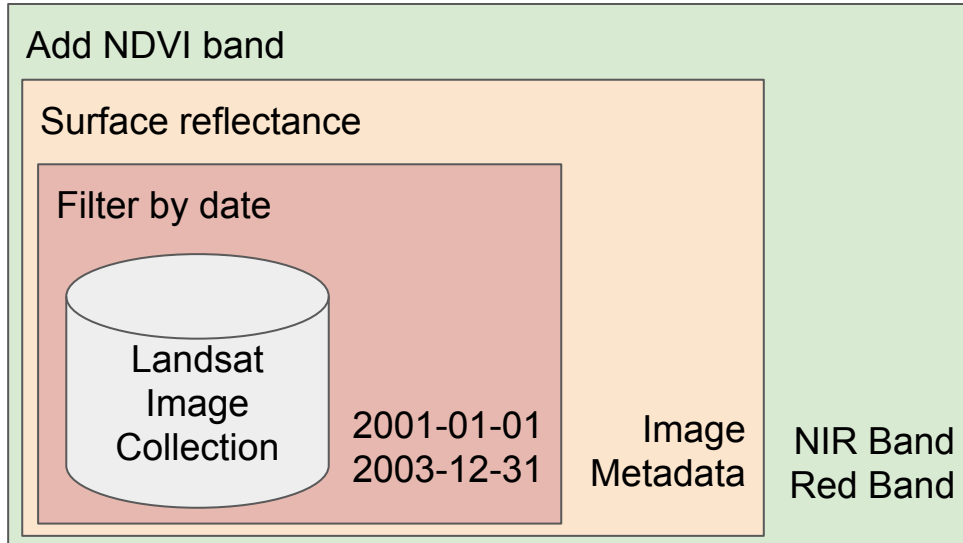 Add NDVI band
Surface reflectance
Filter by date
Landsat
Image
Collection
2001-01-01
2003-12-31
Image
Metadata
NIR Band
Red Band